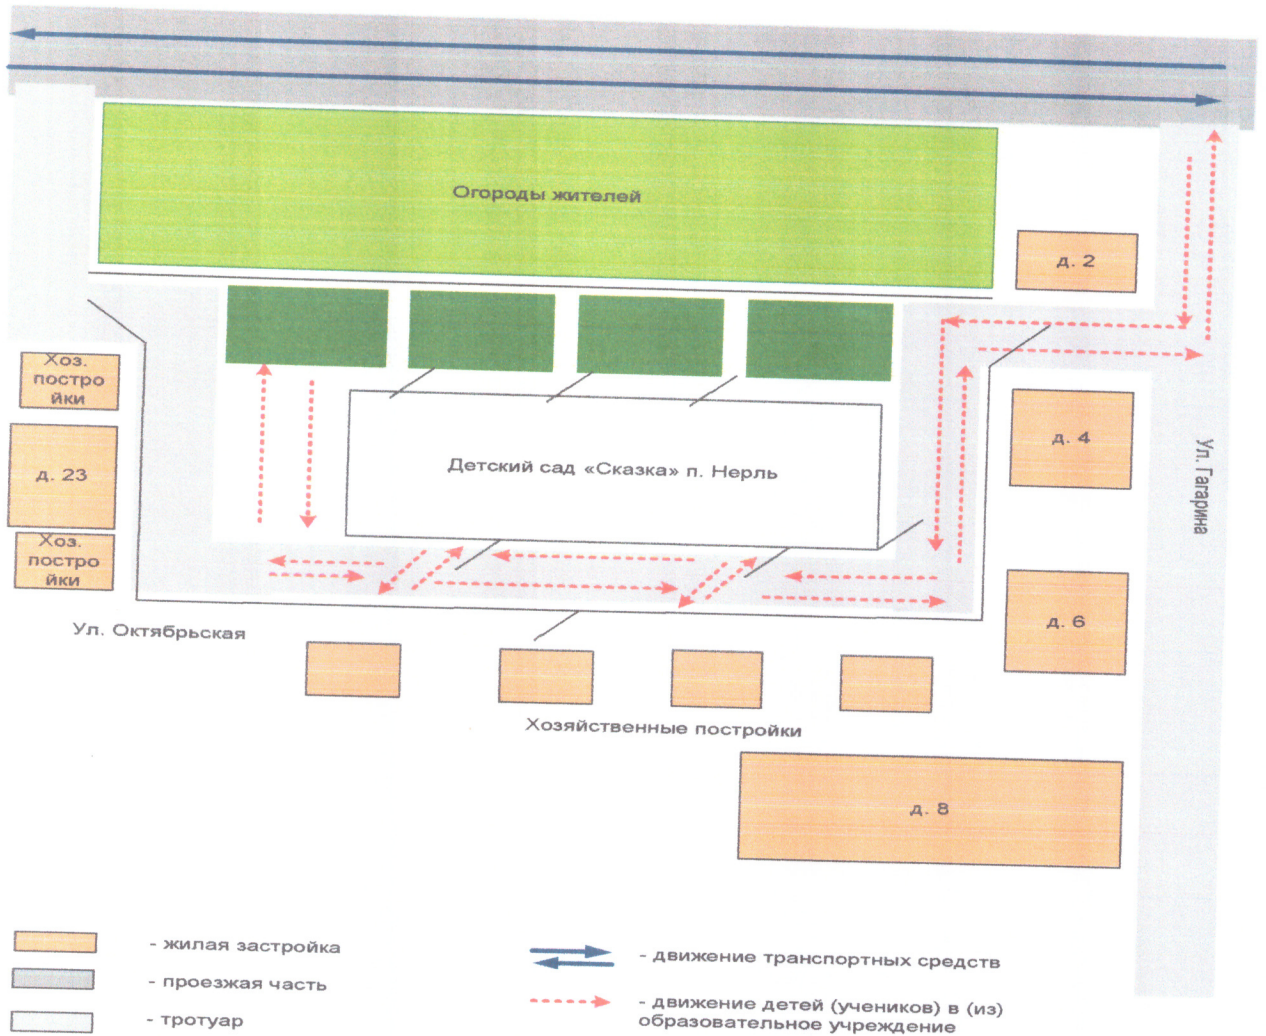 Огороды жителей
д. 2
Хоз.
постро
йки
д. 23
Хоз.
постро
йки
Детский сад «Сказка» п. Нерль
д. 4
Ул. Гагарина
д. 6
Ул. Октябрьская
Хозяйственные постройки
д. 8
- жилая застройка
- проезжая часть
- тротуар
- движение транспортных средств
- движение детей (учеников) в (из)
образовательное учреждение